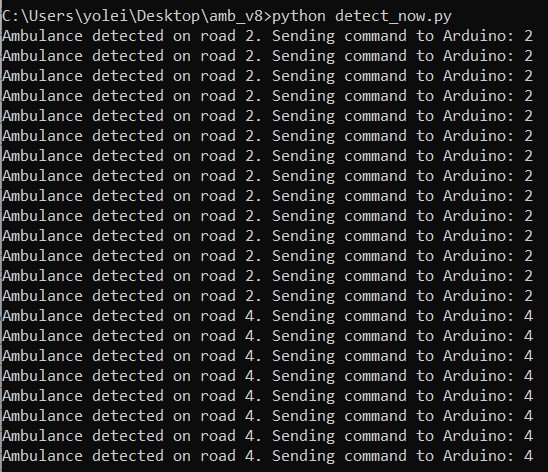 C:\Users\yolei\Desktop\amb_v8>python detect_now.py
Ambulance detected on road 2. Sending command to Arduino: 2
Ambulance detected on road 2. Sending command to Arduino: 2
Ambulance detected on road 2. Sending command to Arduino: 2
Ambulance detected on road 2. Sending command to Arduino: 2
Ambulance detected on road 2. Sending command to Arduino: 2
Ambulance detected on road 2. Sending command to Arduino: 2
Ambulance detected on road 2. Sending command to Arduino: 2
Ambulance detected on road 2. Sending command to Arduino: 2
Ambulance detected on road 2. Sending command to Arduino: 2
Ambulance detected on road 2. Sending command to Arduino: 2
Ambulance detected on road 2. Sending command to Arduino: 2
Ambulance detected on road 2. Sending command to Arduino: 2
Ambulance detected on road 2. Sending command to Arduino: 2
Ambulance detected on road 2. Sending command to Arduino: 2
Ambulance detected on road 4. Sending command to Arduino: 4
Ambulance detected on road 4. Sending command to Arduino: 4
Ambulance detected on road 4. Sending command to Arduino: 4
Ambulance detected on road 4. Sending command to Arduino: 4
Ambulance detected on road 4. Sending command to Arduino: 4
Ambulance detected on road 4. Sending command to Arduino: 4
Ambulance detected on road 4. Sending command to Arduino: 4
Ambulance detected on road 4. Sending command to Arduino: 4